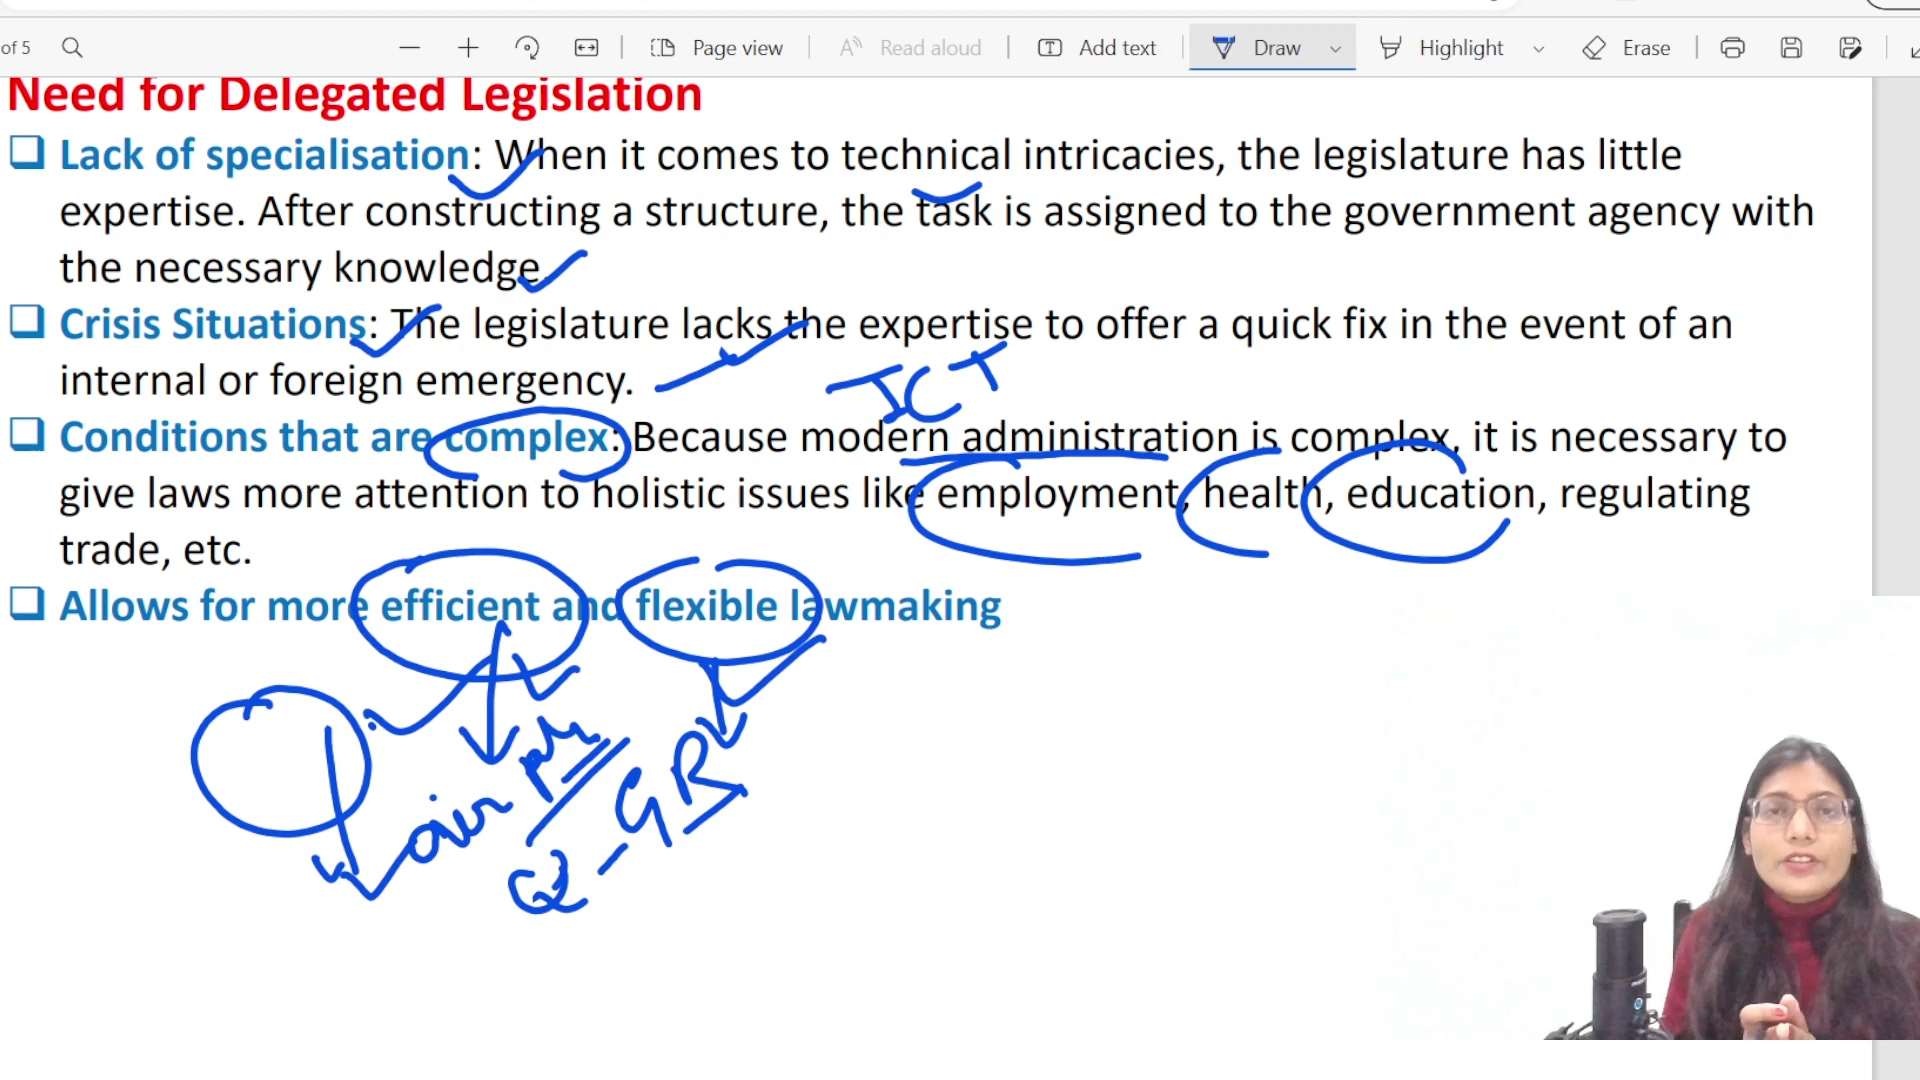 of 5
Page view
Read aloud
Add text
Draw
Highlight
Erase
Need for Delegated Legislation
Lack of specialisation: When it comes to technical intricacies, the legislature has little
expertise. After constructing a structure, the task is assigned to the government agency with
the necessary knowledge
Crisis Situations: The legislature lacks the expertise to offer a quick fix in the event of an
internal or foreign emergency.
ICT
Conditions that are complex: Because modern administration is complex, it is necessary to
give laws more attention to holistic issues like employment, health, education, regulating
trade, etc.
Allows for more efficient and flexible lawmaking
air
GR